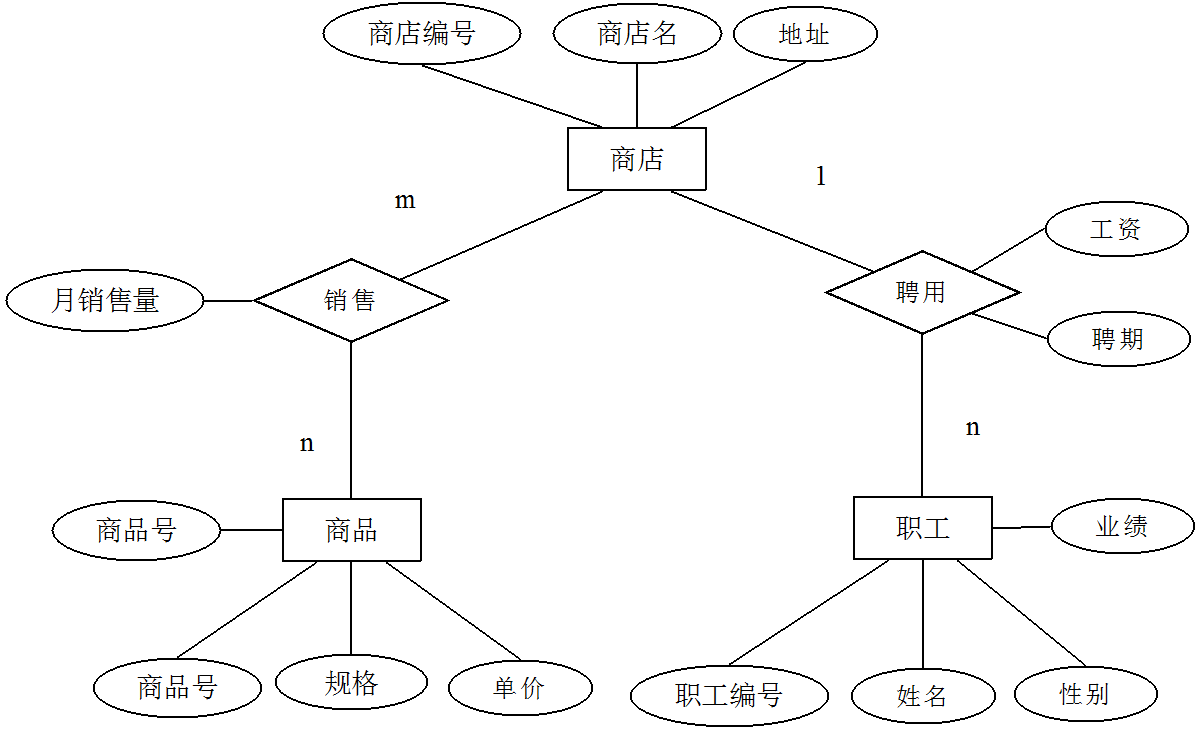 商店编号 商店名 地址
商店
m 1
工资
月销售量 销售 聘用
聘期
n n
商品号 商品 职工 业绩
商品号 规格 单价 职工编号 姓名 性别